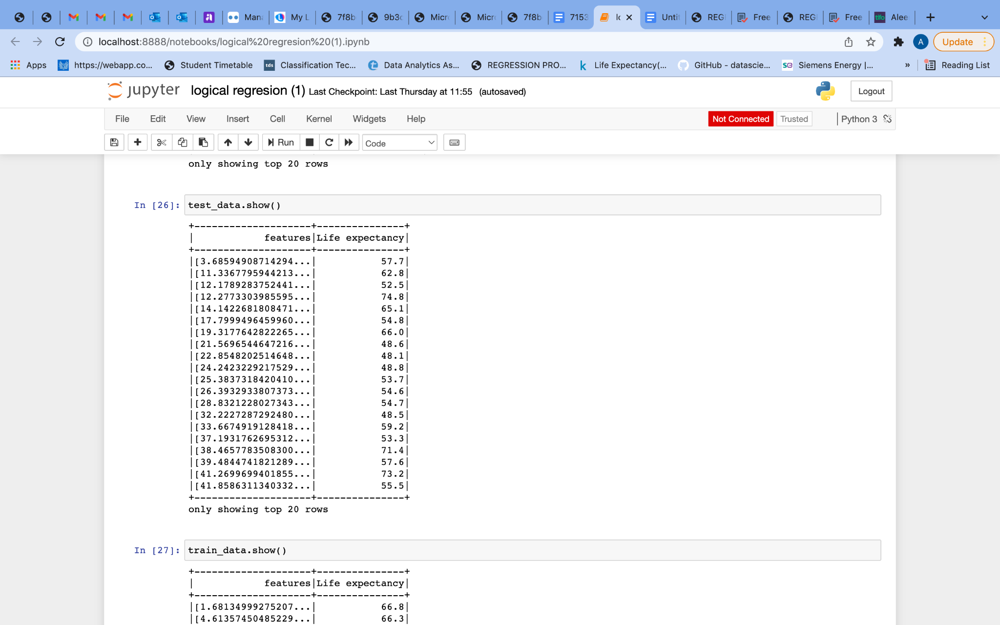 Mana My L 7f8b 9b3c Micro Micro 7f8b 7153 lo Untit REG Free REG Free tifo Alee
localhost:8888/notebooks/logical%20regresion%20(1).ipynb A Update
Apps https://webapp.co... Student Timetable tds Classification Tec... Data Analytics As... REGRESSION PRO... k Life Expectancy(... GitHub - datascie... se Siemens Energy |... » Reading List
jupyter logical regresion (1) Last Checkpoint: Last Thursday at 11:55 (autosaved) Logout
File Edit View Insert Cell Kernel Widgets Help Not Connected Trusted Python 3
Run Code
only showing top 20 rows
In [26]: test_data.show()
+--------------------+---------------+
|            features|Life expectancy|
+--------------------+---------------+
|[3.68594908714294...|           57.7|
|[11.3367795944213...|           62.8|
|[12.1789283752441...|           52.5|
|[12.2773303985595...|           74.8|
|[14.1422681808471...|           65.1|
|[17.7999496459960...|           54.8|
|[19.3177642822265...|           66.0|
|[21.5696544647216...|           48.6|
|[22.8548202514648...|           48.1|
|[24.2423229217529...|           48.8|
|[25.3837318420410...|           53.7|
|[26.3932933807373...|           54.6|
|[28.8321228027343...|           54.7|
|[32.2227287292480...|           48.5|
|[33.6674919128418...|           59.2|
|[37.1931762695312...|           53.3|
|[38.4657783508300...|           71.4|
|[39.4844741821289...|           57.6|
|[41.2699699401855...|           73.2|
|[41.8586311340332...|           55.5|
+--------------------+---------------+
only showing top 20 rows
In [27]: train_data.show()
+--------------------+---------------+
|            features|Life expectancy|
+--------------------+---------------+
|[1.68134999275207...|           66.8|
|[4.61357450485229...|           66.3|